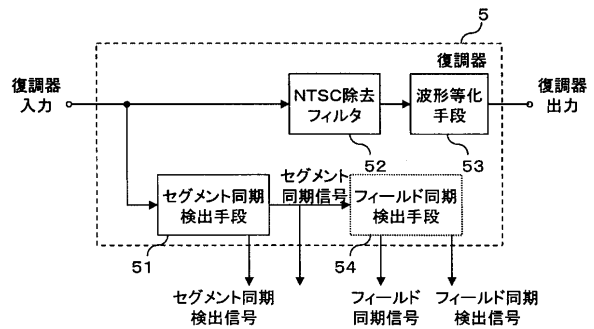 5
復調器
復調器
入力
NTSC除去
フィルタ
波形等化
手段
復調器
出力
52
53
セグメント同期
検出手段
セグメント
同期信号
フィールド同期
検出手段
51
54
セグメント同期
検出信号
フィールド
同期信号
フィールド同期
検出信号